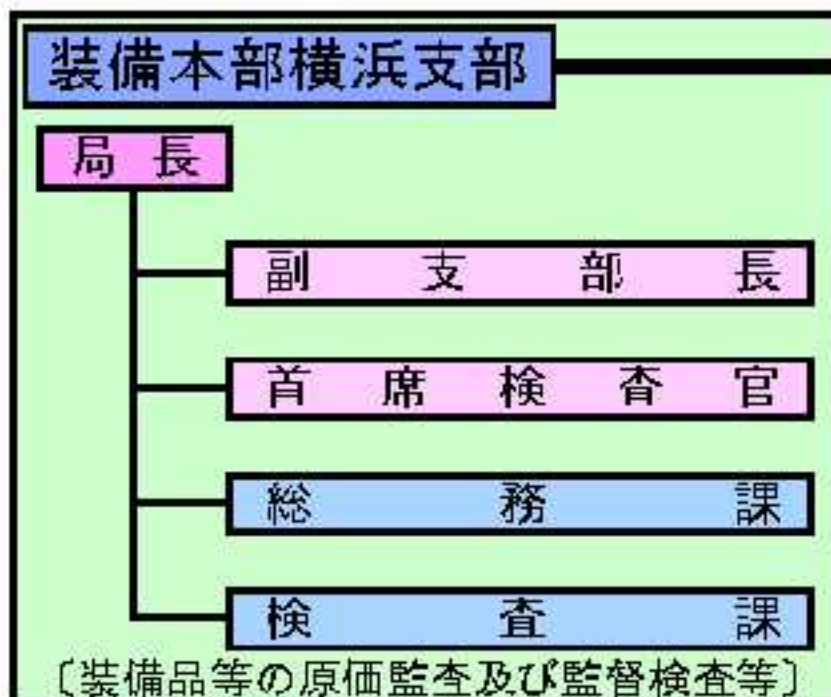 装備本部横浜支部
局長
副支部長
首席検査官
総務課
検査課
〔装備品等の原価監査及び監督検査等〕